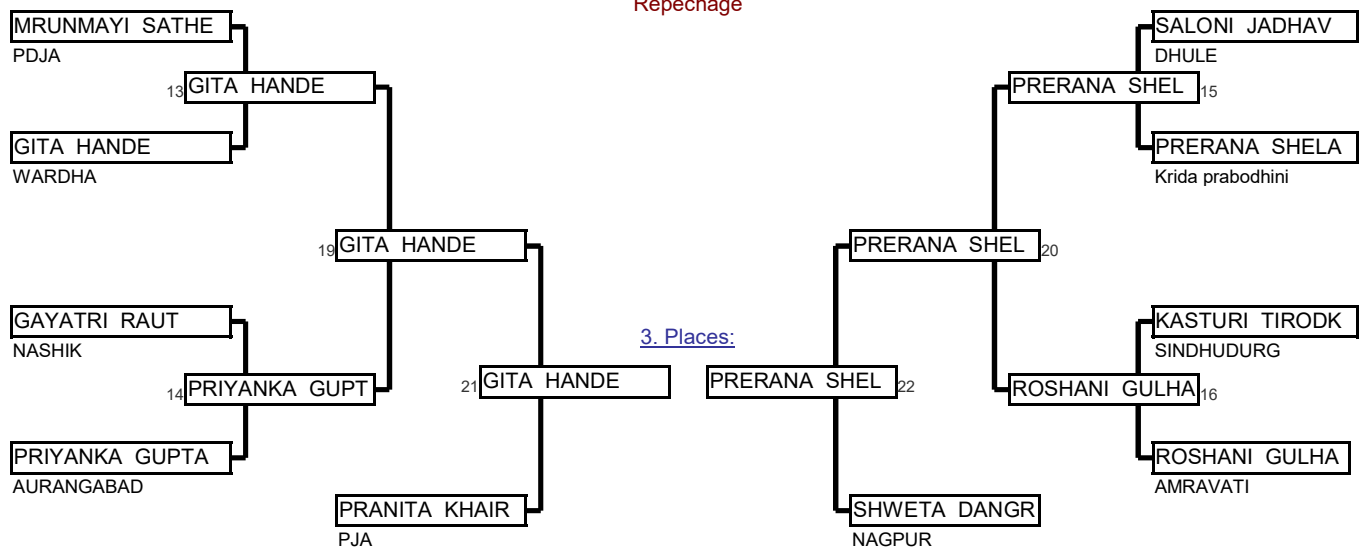 Repechage
MRUNMAYI SATHE
PDJA
13 GITA HANDE
GITA HANDE
WARDHA
19 GITA HANDE
GAYATRI RAUT
NASHIK
14 PRIYANKA GUPT
PRIYANKA GUPTA
AURANGABAD
21 GITA HANDE
PRANITA KHAIR
PJA
3. Places:
SALONI JADHAV
DHULE
PRERANA SHEL 15
PRERANA SHELA
Krida prabodhini
PRERANA SHEL 20
KASTURI TIRODK
SINDHUDURG
PRERANA SHEL 22
ROSHANI GULHA 16
ROSHANI GULHA
AMRAVATI
SHWETA DANGR
NAGPUR